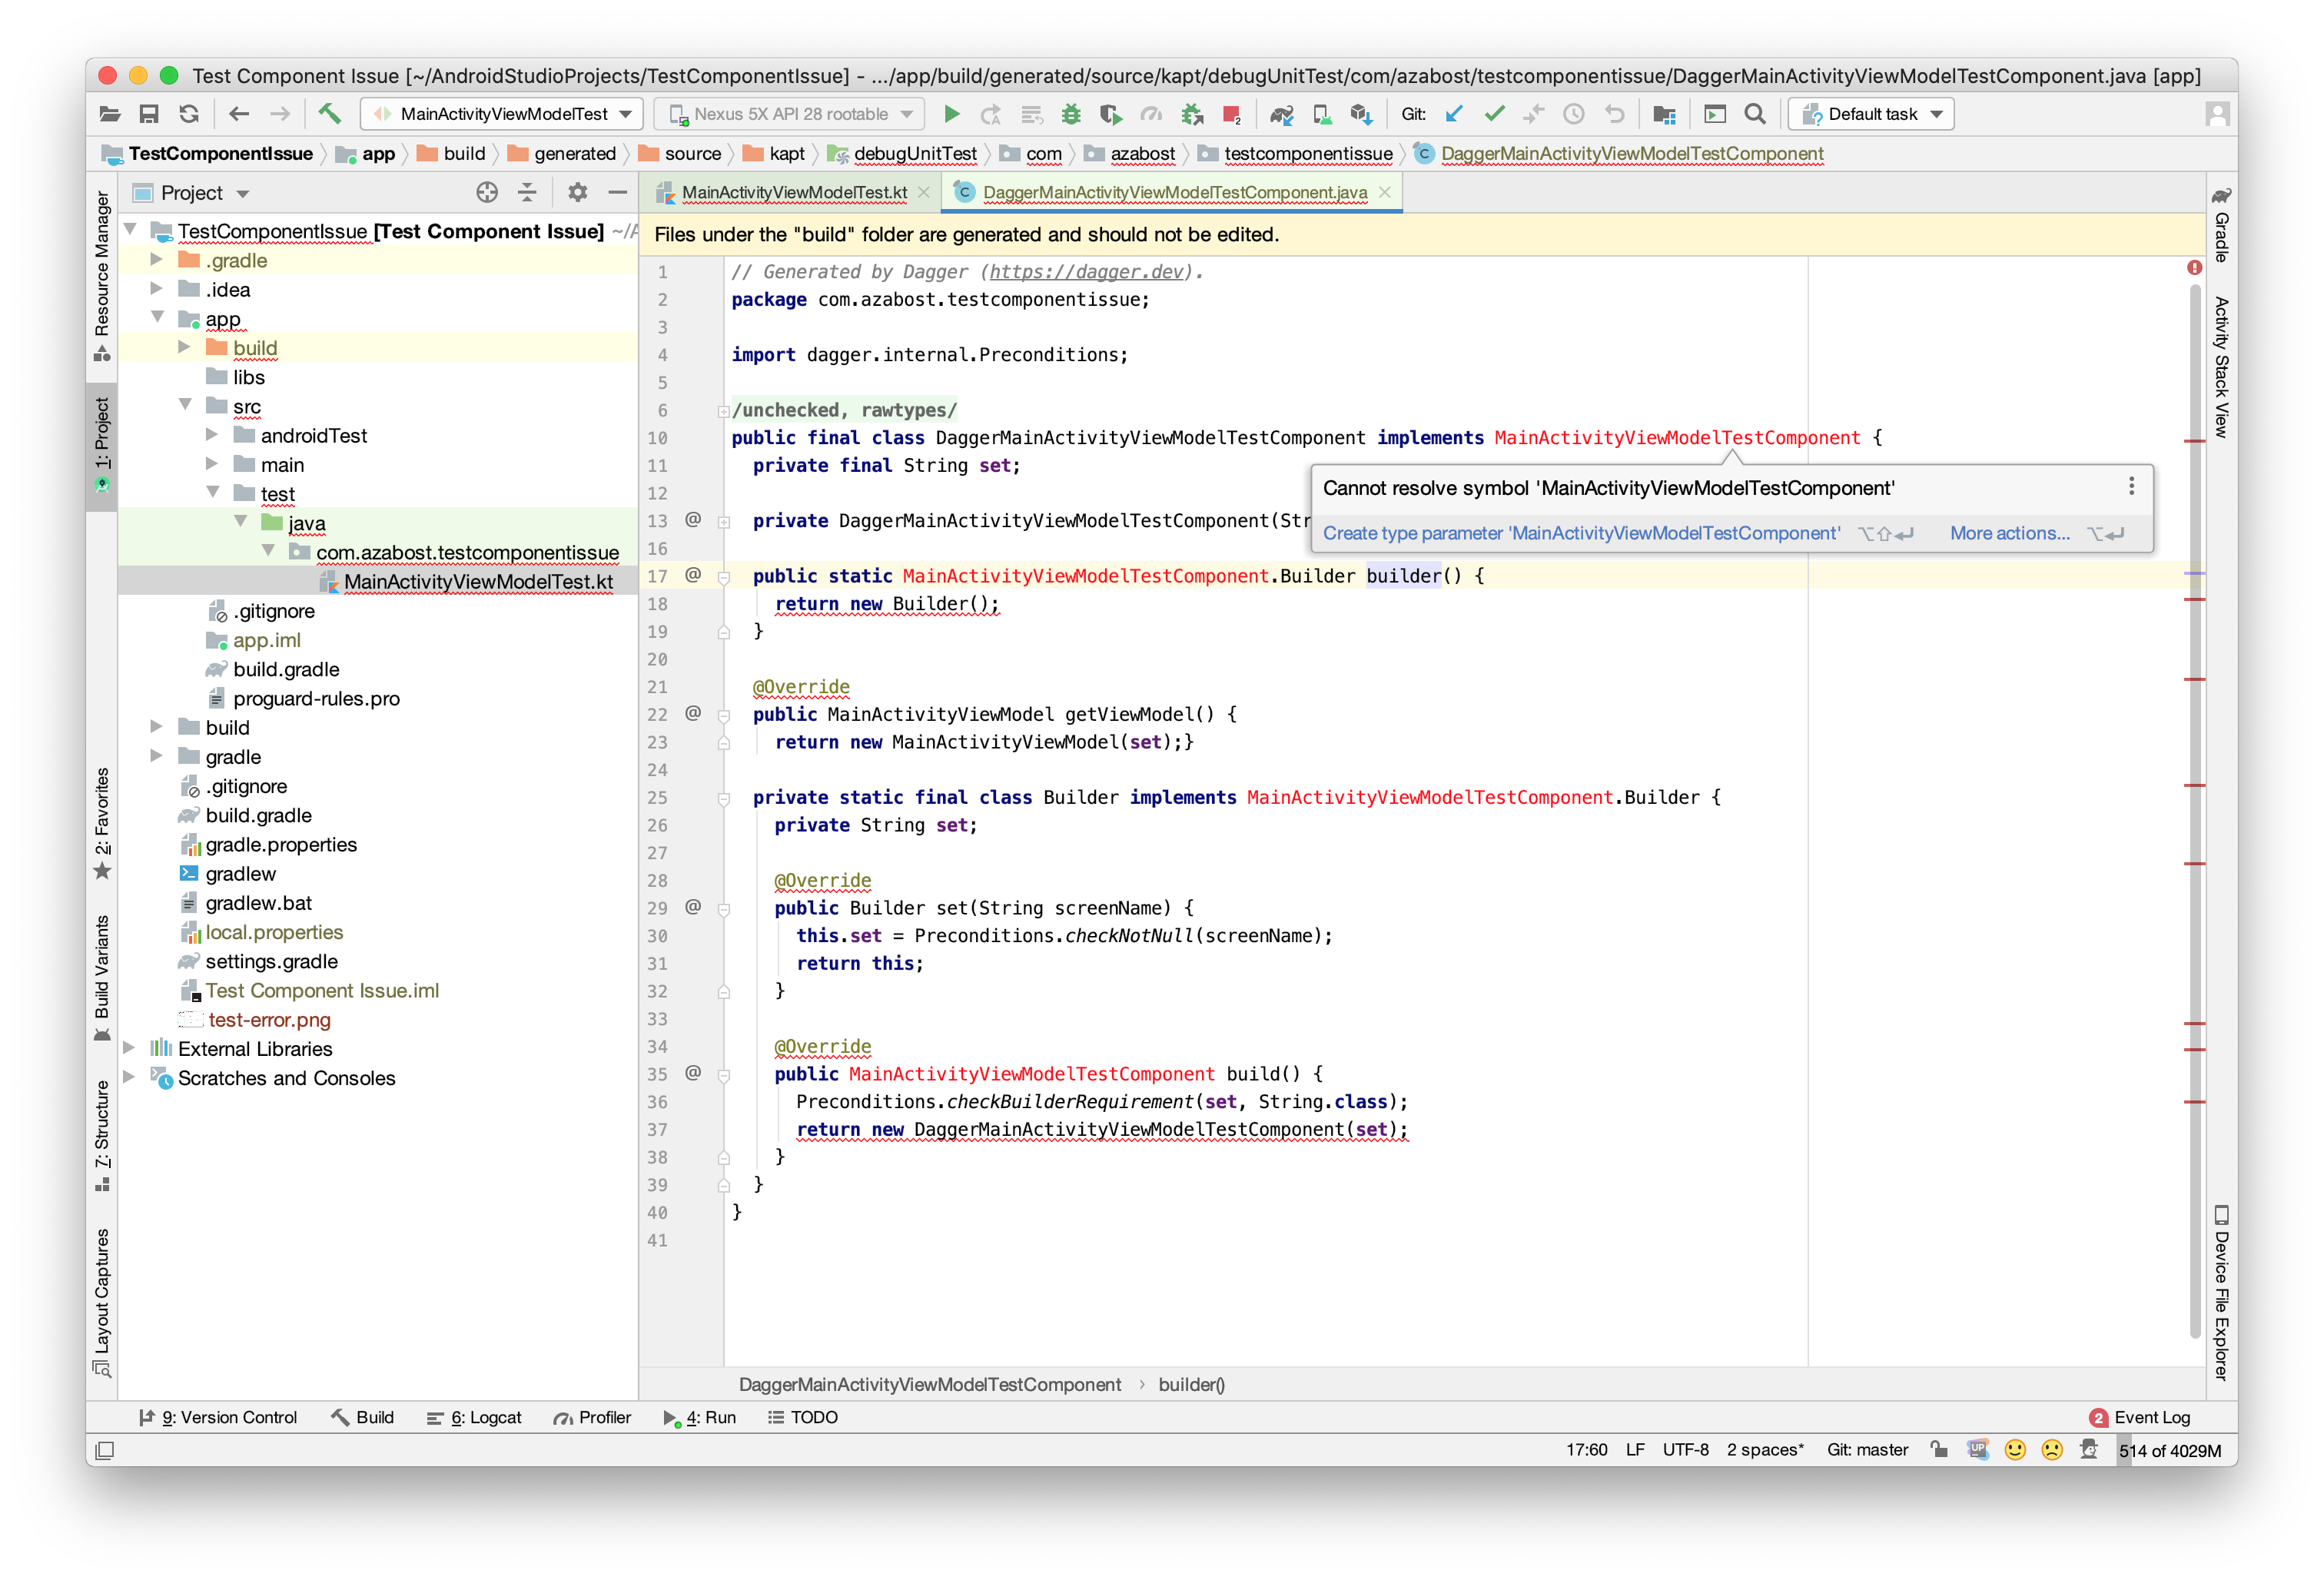 Test Component Issue [~/AndroidStudioProjects/TestComponentIssue] - .../app/build/generated/source/kapt/debugUnitTest/com/azabost/testcomponentissue/DaggerMainActivityViewModelTestComponent.java [app]
MainActivityViewModelTest
Nexus 5X API 28 rootable
2
Git:
Default task
TestComponentIssue
app
build
generated
source
kapt
debugUnitTest
com
azabost
testcomponentissue
DaggerMainActivityViewModelTestComponent
Resource Manager
1: Project
2: Favorites
Build Variants
7: Structure
Layout Captures
Project
TestComponentIssue [Test Component Issue] ~/A
.gradle
.idea
app
build
libs
src
androidTest
main
test
java
com.azabost.testcomponentissue
MainActivityViewModelTest.kt
.gitignore
app.iml
build.gradle
proguard-rules.pro
build
gradle
.gitignore
build.gradle
gradle.properties
gradlew
gradlew.bat
local.properties
settings.gradle
Test Component Issue.iml
test-error.png
External Libraries
Scratches and Consoles
MainActivityViewModelTest.kt
DaggerMainActivityViewModelTestComponent.java
Files under the "build" folder are generated and should not be edited.
1 // Generated by Dagger (https://dagger.dev).
2 package com.azabost.testcomponentissue;
3
4 import dagger.internal.Preconditions;
5
6 /unchecked, rawtypes/
10 public final class DaggerMainActivityViewModelTestComponent implements MainActivityViewModelTestComponent {
11 private final String set;
12
13 @ private DaggerMainActivityViewModelTestComponent(Str
16
17 @ public static MainActivityViewModelTestComponent.Builder builder() {
18 return new Builder();
19 }
20
21 @Override
22 @ public MainActivityViewModel getViewModel() {
23 return new MainActivityViewModel(set);}
24
25 private static final class Builder implements MainActivityViewModelTestComponent.Builder {
26 private String set;
27
28 @Override
29 @ public Builder set(String screenName) {
30 this.set = Preconditions.checkNotNull(screenName);
31 return this;
32 }
33
34 @Override
35 @ public MainActivityViewModelTestComponent build() {
36 Preconditions.checkBuilderRequirement(set, String.class);
37 return new DaggerMainActivityViewModelTestComponent(set);
38 }
39 }
40 }
41
Cannot resolve symbol 'MainActivityViewModelTestComponent'
Create type parameter 'MainActivityViewModelTestComponent' ⌥⇧↩ More actions... ⌥↩
Gradle
Activity Stack View
Device File Explorer
DaggerMainActivityViewModelTestComponent › builder()
9: Version Control
Build
6: Logcat
Profiler
4: Run
TODO
2 Event Log
17:60 LF UTF-8 2 spaces* Git: master UP 514 of 4029M